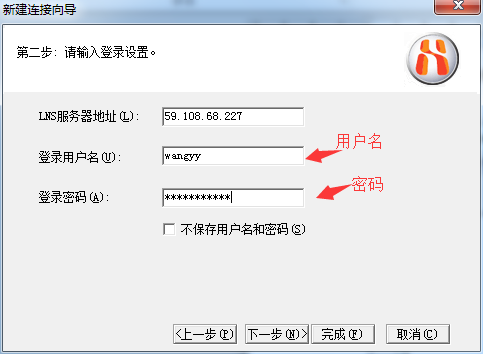 新建连接向导
第二步: 请输入登录设置。
LNS服务器地址(L): 59.108.68.227
用户名
登录用户名(U): wangyy
密码
登录密码(A): ***********
不保存用户名和密码(S)
<上一步(P) 下一步(N)> 完成(F) 取消(C)